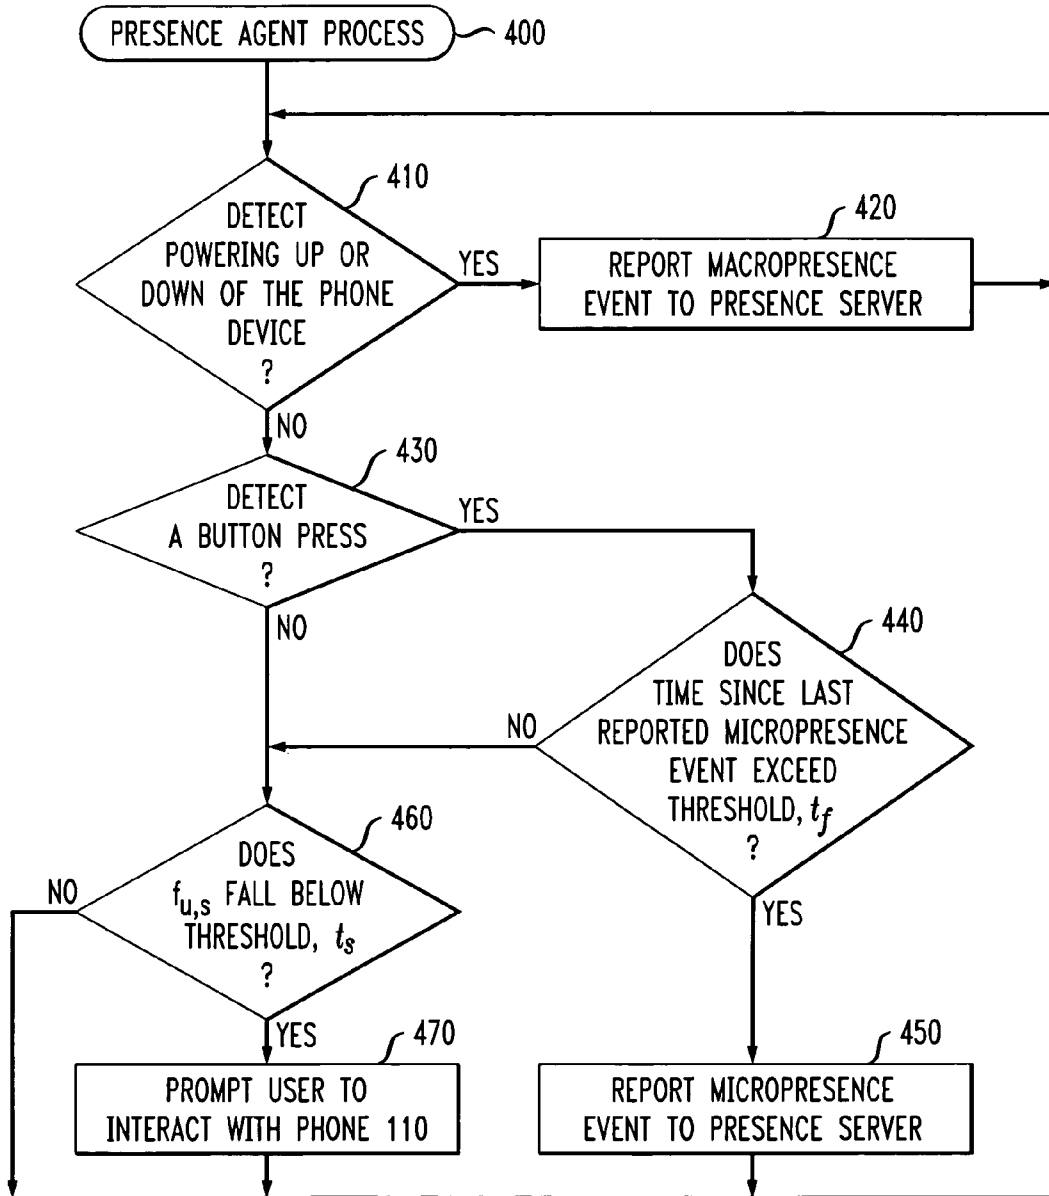 PRESENCE AGENT PROCESS
400
410
DETECT
POWERING UP OR
DOWN OF THE PHONE
DEVICE
?
YES
420
REPORT MACROPRESENCE
EVENT TO PRESENCE SERVER
NO
430
DETECT
A BUTTON PRESS
?
YES
NO
440
DOES
TIME SINCE LAST
REPORTED MICROPRESENCE
EVENT EXCEED
THRESHOLD, t_f
?
NO
YES
460
DOES
f_{u,s} FALL BELOW
THRESHOLD, t_s
?
NO
YES
470
PROMPT USER TO
INTERACT WITH PHONE 110
450
REPORT MICROPRESENCE
EVENT TO PRESENCE SERVER